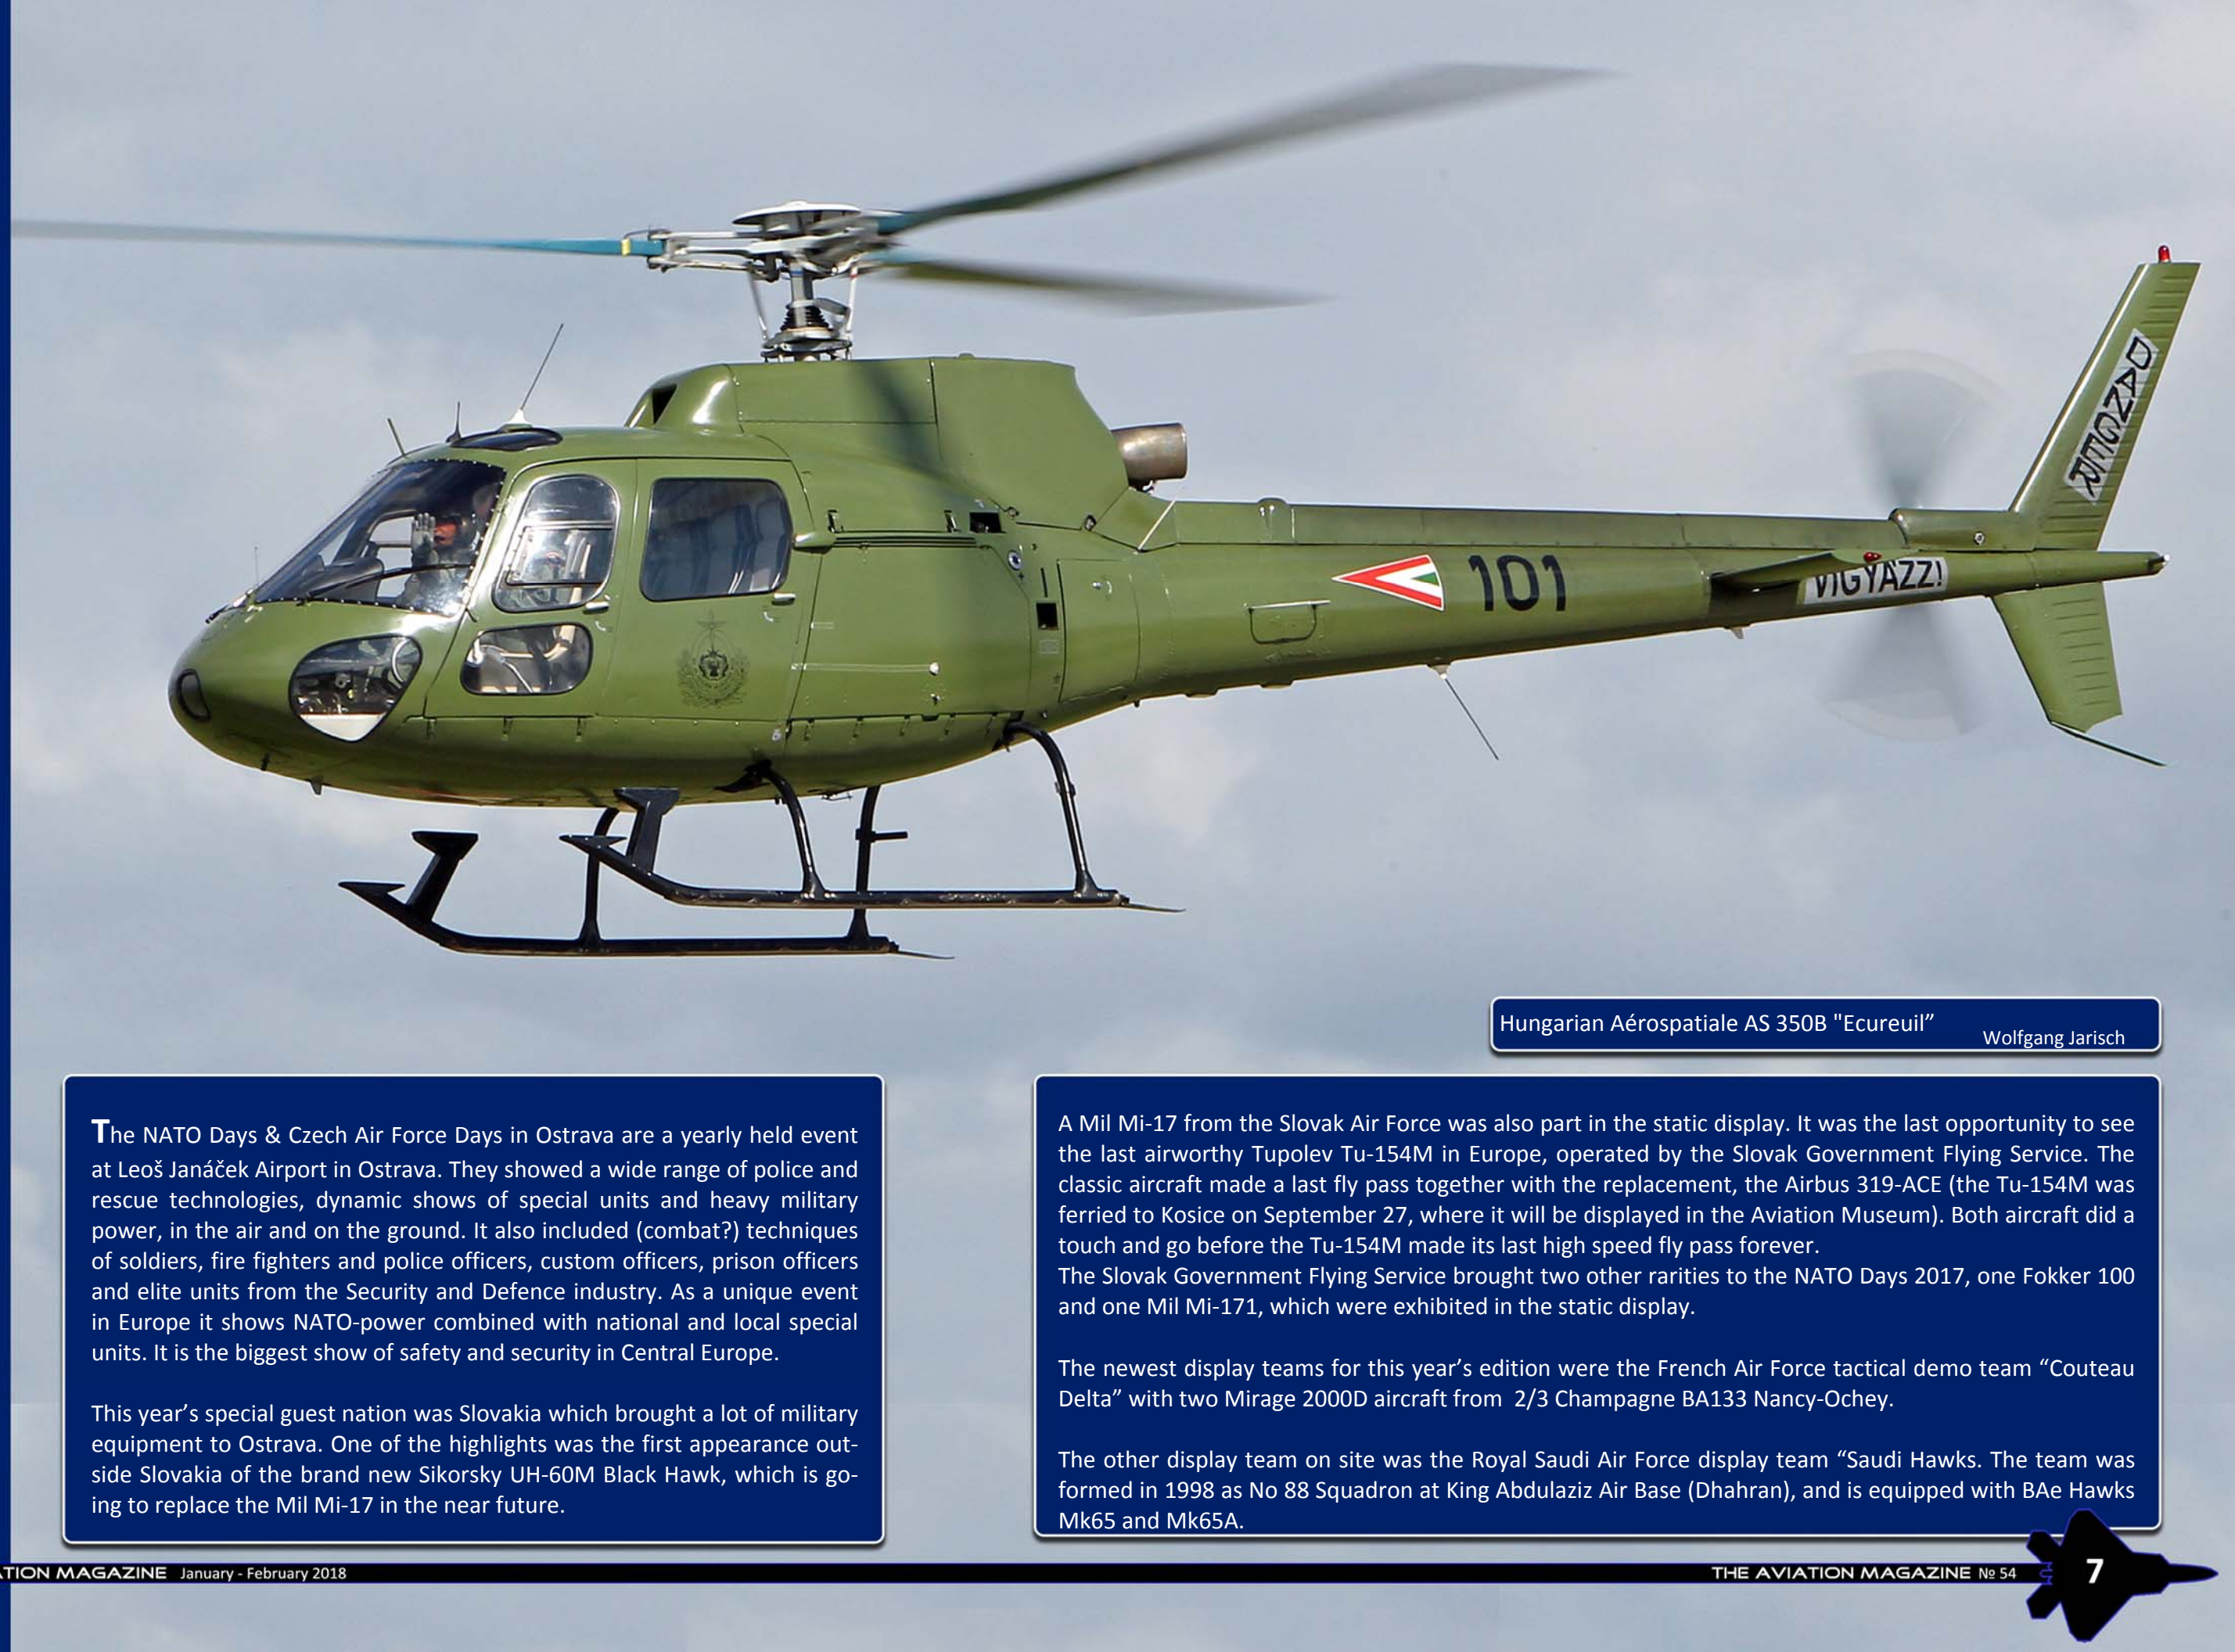 DANGER
101
VIGYAZZ!
Hungarian Aérospatiale AS 350B "Ecureuil”
Wolfgang Jarisch
The NATO Days & Czech Air Force Days in Ostrava are a yearly held event
at Leoš Janáček Airport in Ostrava. They showed a wide range of police and
rescue technologies, dynamic shows of special units and heavy military
power, in the air and on the ground. It also included (combat?) techniques
of soldiers, fire fighters and police officers, custom officers, prison officers
and elite units from the Security and Defence industry. As a unique event
in Europe it shows NATO-power combined with national and local special
units. It is the biggest show of safety and security in Central Europe.
This year’s special guest nation was Slovakia which brought a lot of military
equipment to Ostrava. One of the highlights was the first appearance out-
side Slovakia of the brand new Sikorsky UH-60M Black Hawk, which is go-
ing to replace the Mil Mi-17 in the near future.
A Mil Mi-17 from the Slovak Air Force was also part in the static display. It was the last opportunity to see
the last airworthy Tupolev Tu-154M in Europe, operated by the Slovak Government Flying Service. The
classic aircraft made a last fly pass together with the replacement, the Airbus 319-ACE (the Tu-154M was
ferried to Kosice on September 27, where it will be displayed in the Aviation Museum). Both aircraft did a
touch and go before the Tu-154M made its last high speed fly pass forever.
The Slovak Government Flying Service brought two other rarities to the NATO Days 2017, one Fokker 100
and one Mil Mi-171, which were exhibited in the static display.
The newest display teams for this year’s edition were the French Air Force tactical demo team “Couteau
Delta” with two Mirage 2000D aircraft from 2/3 Champagne BA133 Nancy-Ochey.
The other display team on site was the Royal Saudi Air Force display team “Saudi Hawks. The team was
formed in 1998 as No 88 Squadron at King Abdulaziz Air Base (Dhahran), and is equipped with BAe Hawks
Mk65 and Mk65A.
ATION MAGAZINE January - February 2018
THE AVIATION MAGAZINE № 54
7